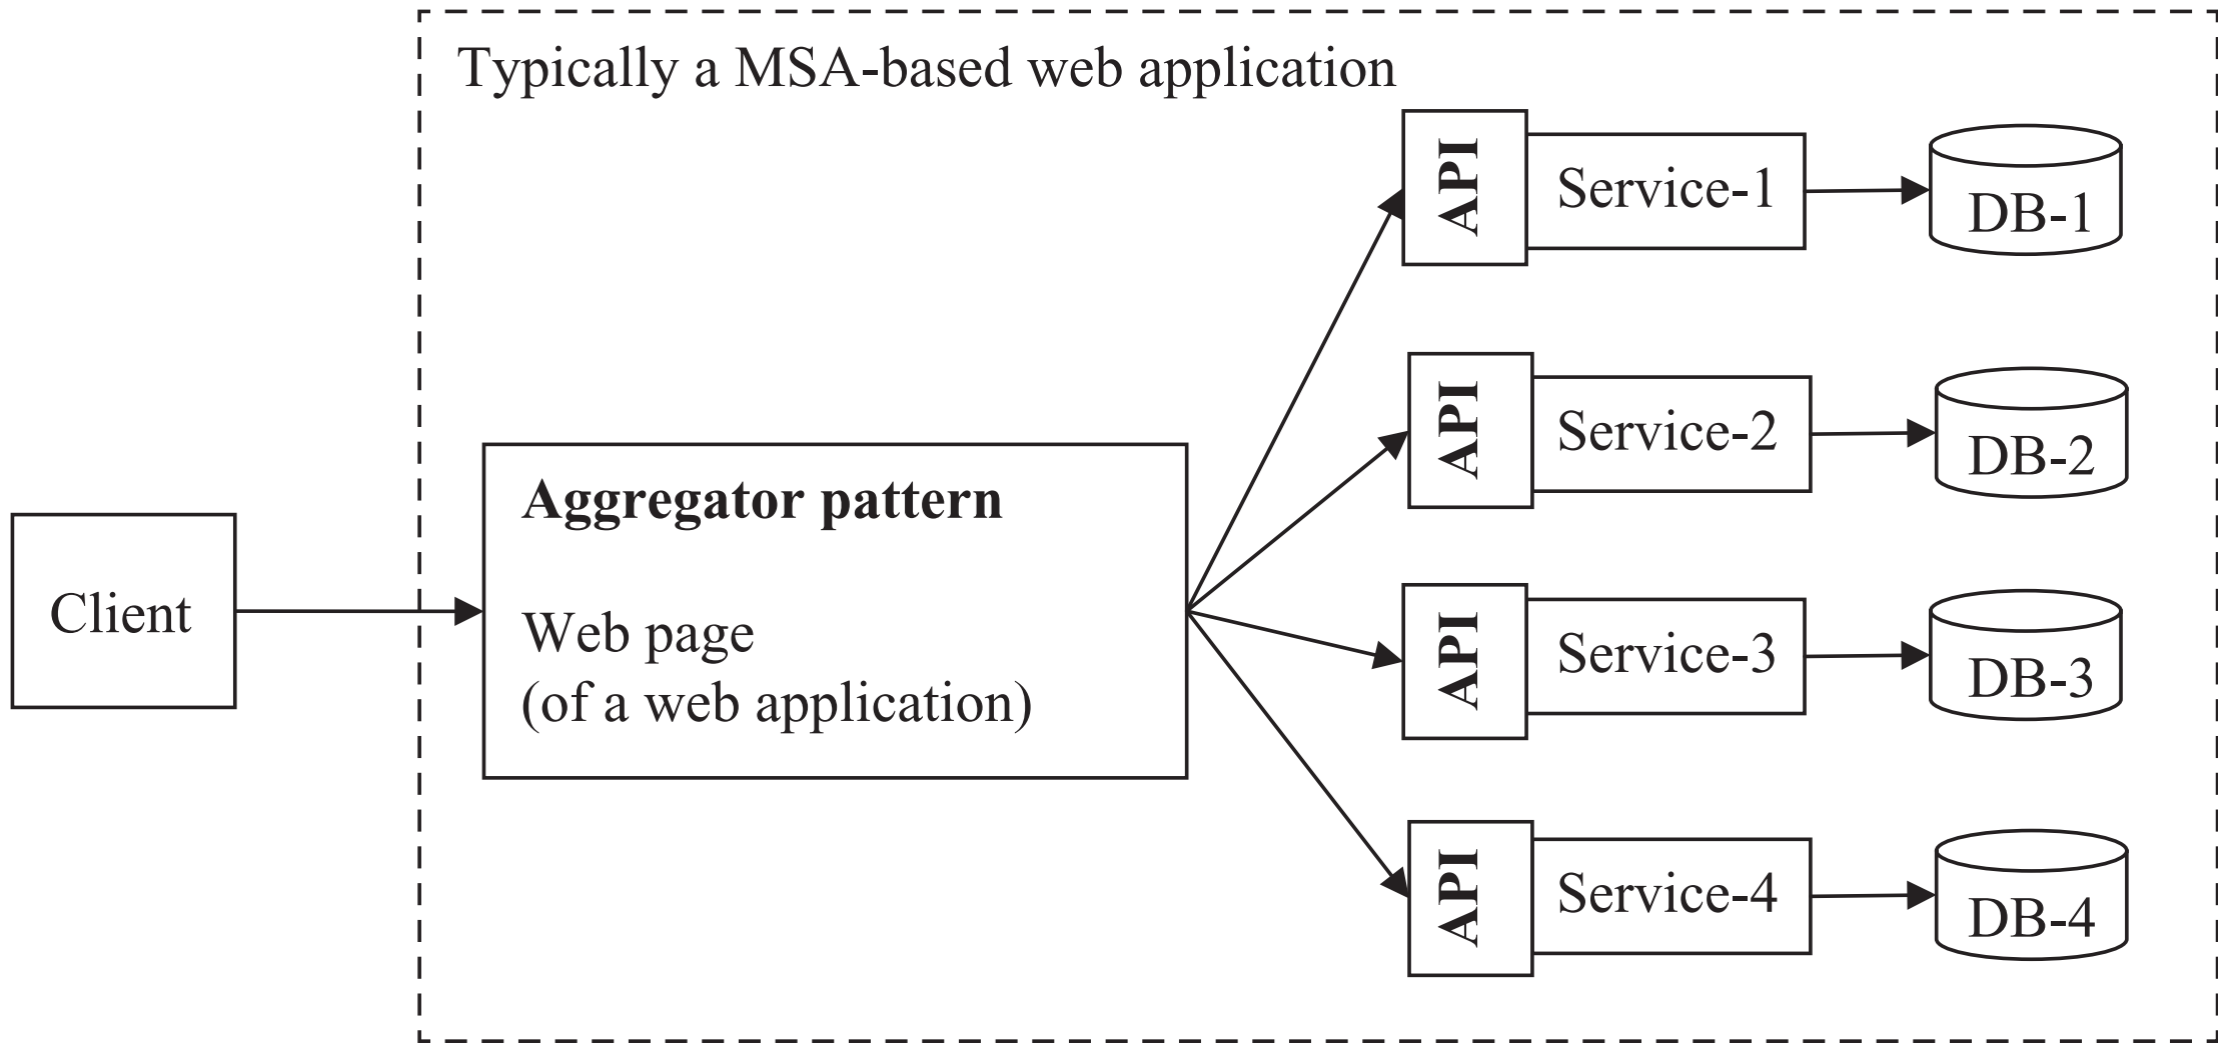 Typically a MSA-based web application
API
Service-1
DB-1
API
Service-2
DB-2
Aggregator pattern
Client
Web page
(of a web application)
API
Service-3
DB-3
API
Service-4
DB-4